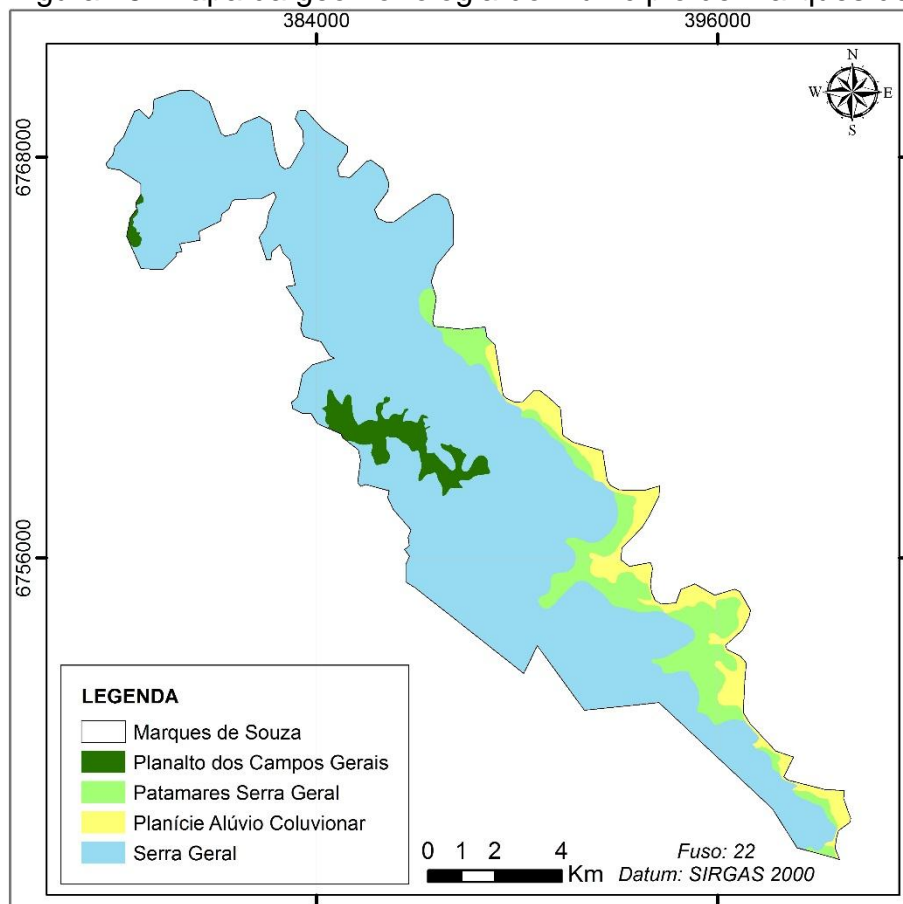 384000
396000
N
W
E
S
6768000
6756000
LEGENDA
Marques de Souza
Planalto dos Campos Gerais
Patamares Serra Geral
Planície Alúvio Coluvionar
Serra Geral
0 1 2 4
Km
Fuso: 22
Datum: SIRGAS 2000